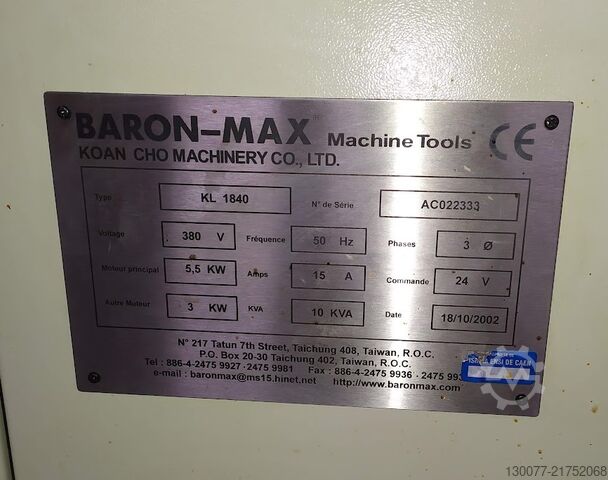 BARON-MAX® Machine Tools CE
KOAN CHO MACHINERY CO., LTD.
Type KL 1840 N° de Série AC022333
Voltage 380 V Fréquence 50 Hz Phases 3 Ø
Moteur principal 5,5 KW Amps 15 A Commande 24 V
Autre Moteur 3 KW KVA 10 KVA Date 18/10/2002
N° 217 Tatun 7th Street, Taichung 408, Taiwan, R.O.C.
P.O. Box 20-30 Taichung 402, Taiwan, R.O.C.
Tel : 886-4-2475 9927 · 2475 9981 Fax : 886-4-2475 9936 · 2475
e-mail : baronmax@ms15.hinet.net http://www.baronmax.com
ENSI DE CAEN
130077-21752068